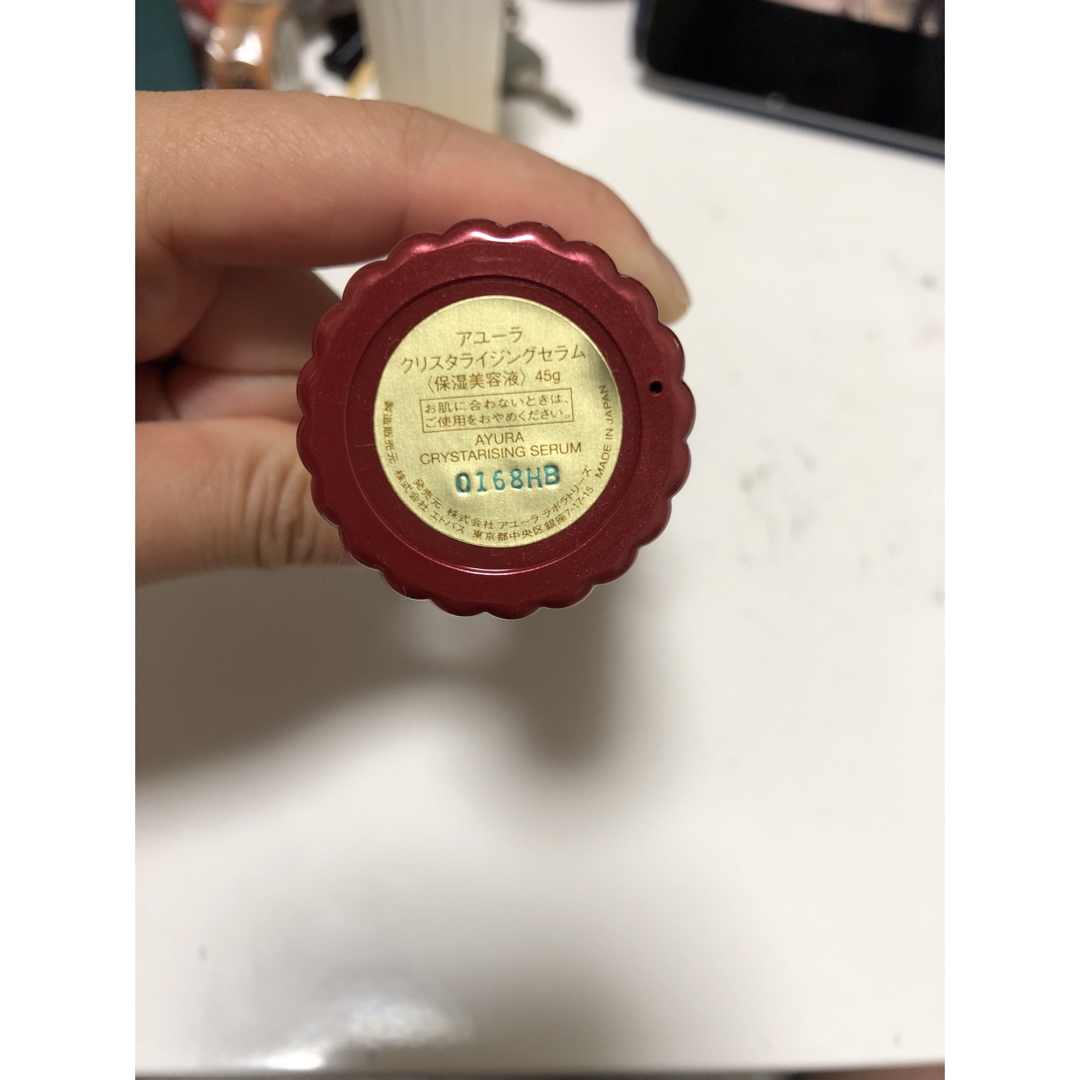 アユーラ
クリスタライジングセラム
〈保湿美容液〉 45g
お肌に合わないときは、
ご使用をおやめください。
AYURA
CRYSTARISING SERUM
0168HB
発売元 株式会社 アユーラ ラボラトリーズ
製造販売元 株式会社 エトバス 東京都中央区銀座7-17-15 MADE IN JAPAN